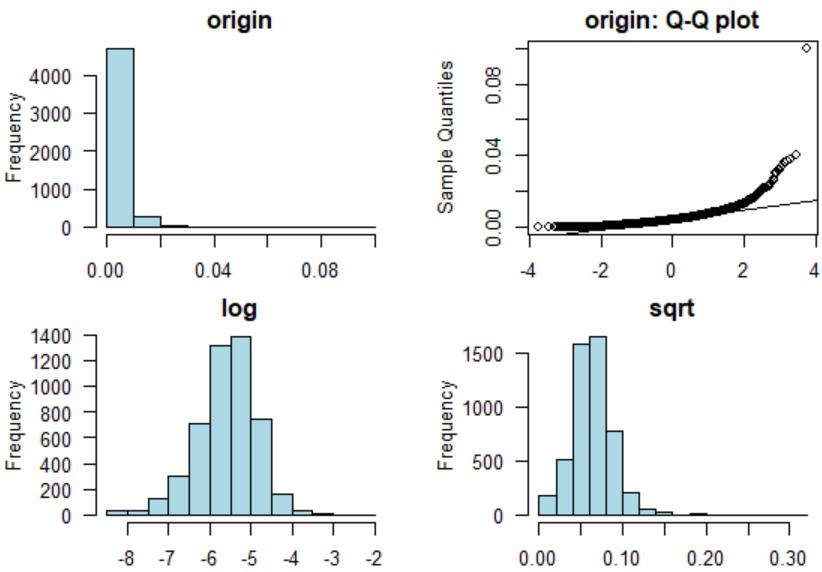 origin
Frequency
4000
3000
2000
1000
0
0.00 0.04 0.08
origin: Q-Q plot
Sample Quantiles
0.08
0.04
0.00
-4 -2 0 2 4
log
Frequency
1400
1200
1000
800
600
400
200
0
-8 -7 -6 -5 -4 -3 -2
sqrt
Frequency
1500
1000
500
0
0.00 0.10 0.20 0.30